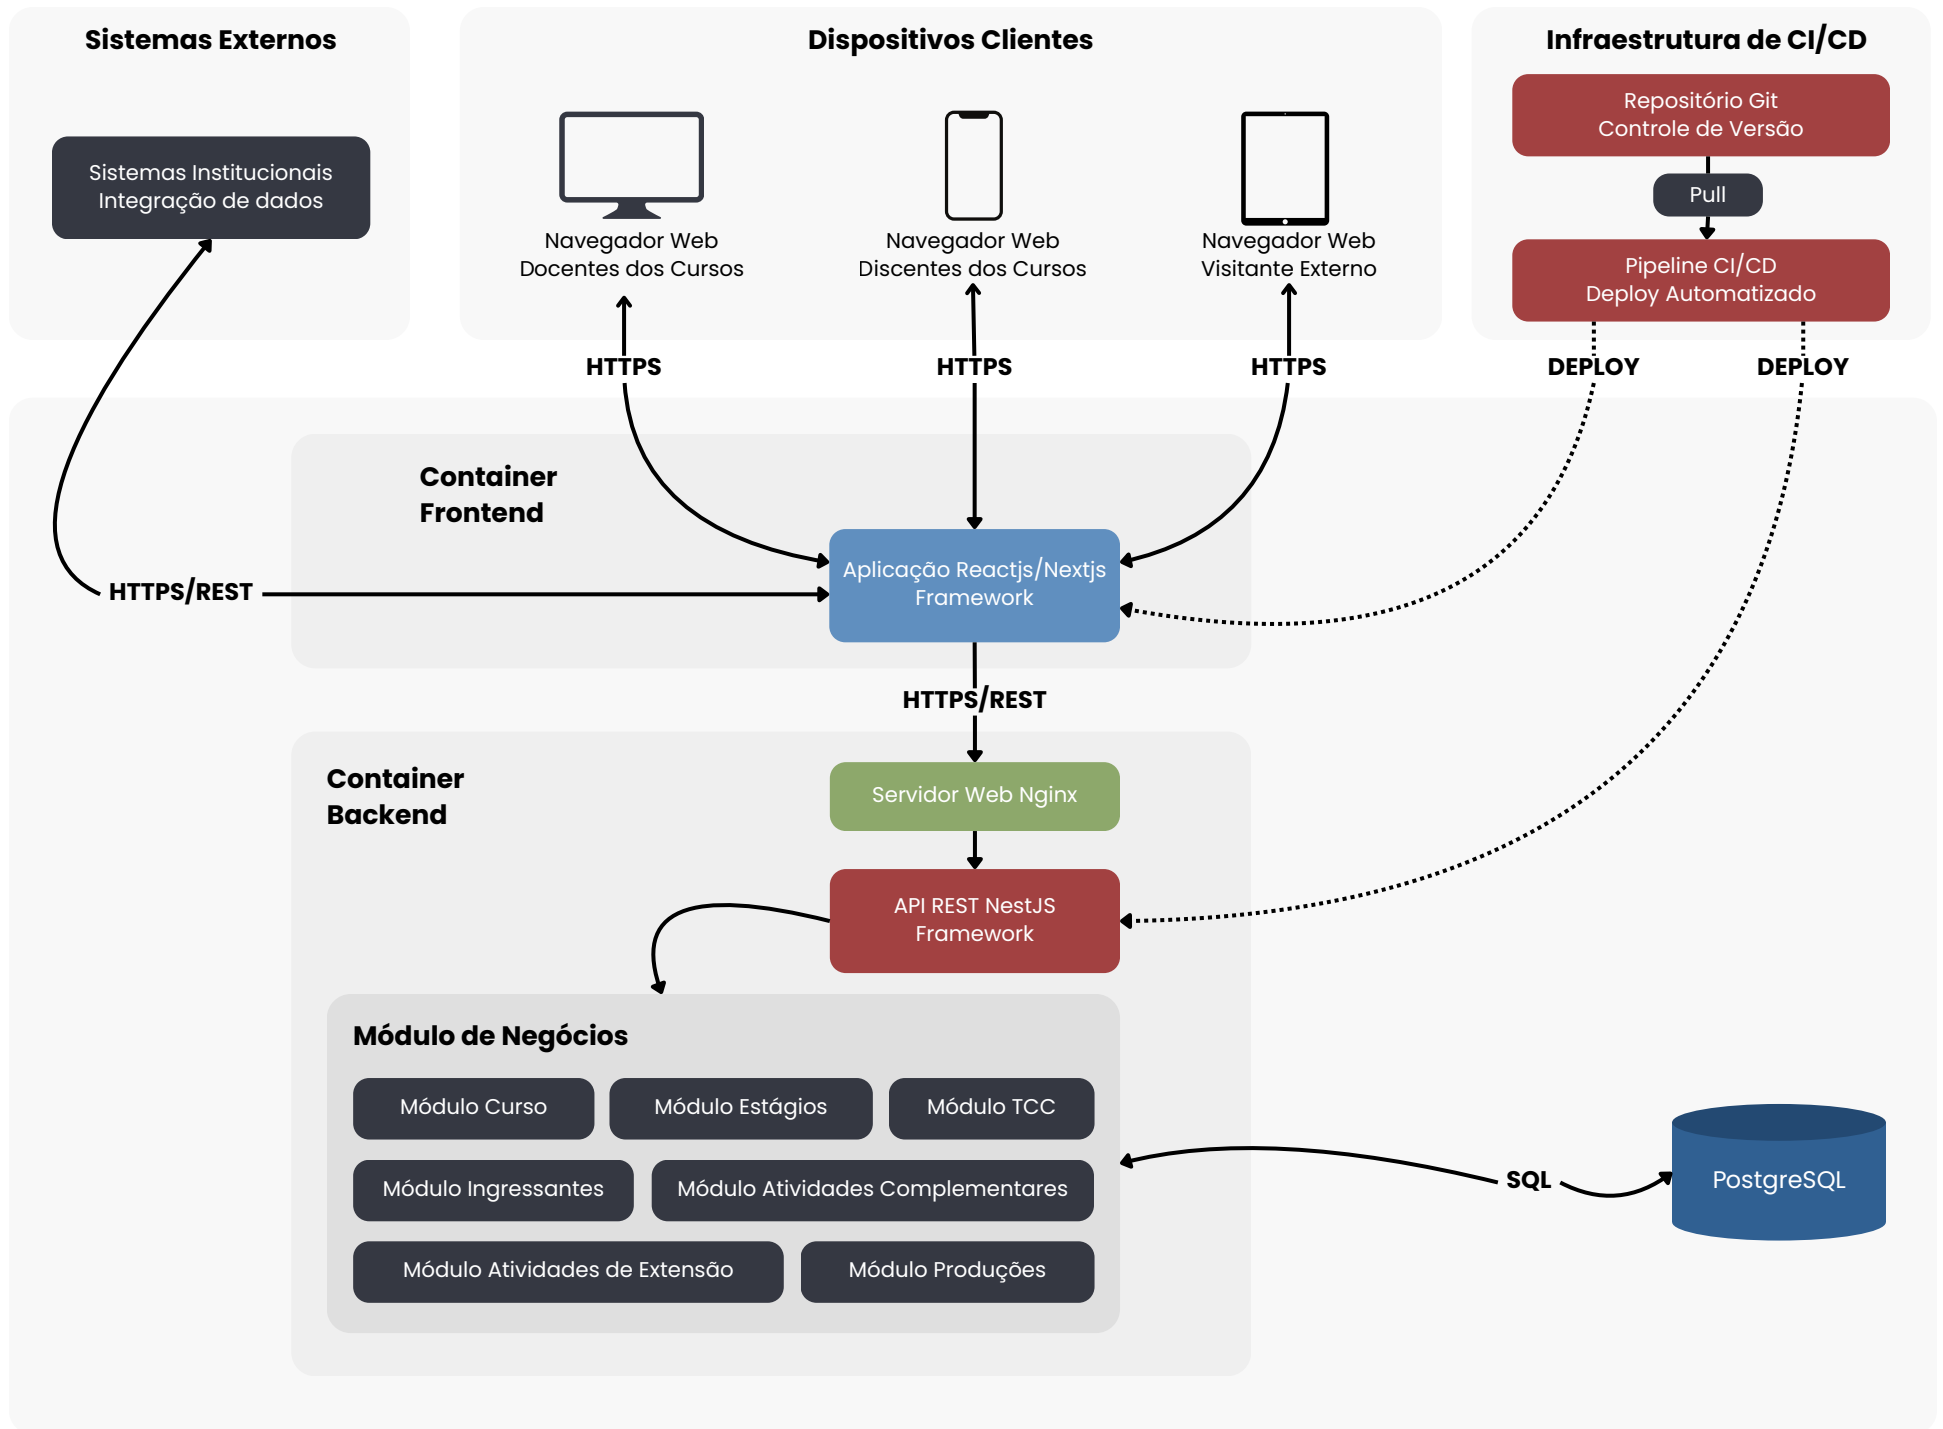 Sistemas Externos
Sistemas Institucionais
Integração de dados
Dispositivos Clientes
Navegador Web
Docentes dos Cursos
Navegador Web
Discentes dos Cursos
Navegador Web
Visitante Externo
Infraestrutura de CI/CD
Repositório Git
Controle de Versão
Pull
Pipeline CI/CD
Deploy Automatizado
HTTPS
HTTPS
HTTPS
DEPLOY
DEPLOY
Container
Frontend
Aplicação Reactjs/Nextjs
Framework
HTTPS/REST
HTTPS/REST
Container
Backend
Servidor Web Nginx
API REST NestJS
Framework
Módulo de Negócios
Módulo Curso
Módulo Estágios
Módulo TCC
Módulo Ingressantes
Módulo Atividades Complementares
Módulo Atividades de Extensão
Módulo Produções
SQL
PostgreSQL